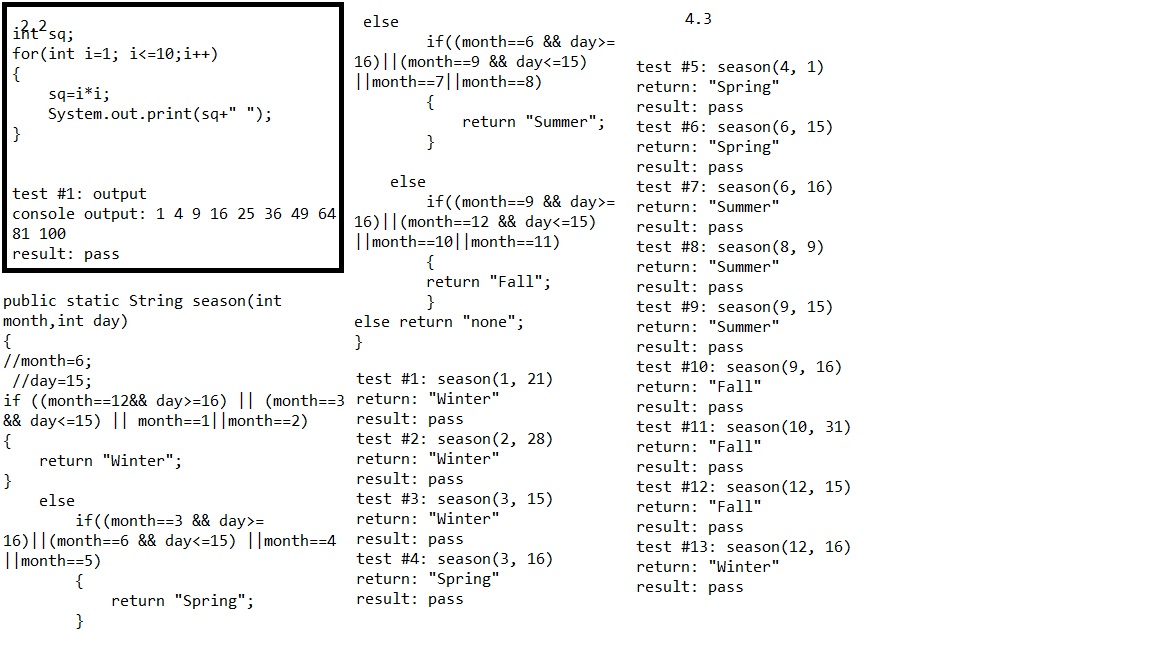 2.2
int sq;
for(int i=1; i<=10;i++)
{
    sq=i*i;
    System.out.print(sq+" ");
}
test #1: output
console output: 1 4 9 16 25 36 49 64
81 100
result: pass
public static String season(int
month,int day)
{
//month=6;
 //day=15;
if ((month==12&& day>=16) || (month==3
&& day<=15) || month==1||month==2)
{
    return "Winter";
}
    else
        if((month==3 && day>=
16)||(month==6 && day<=15) ||month==4
||month==5)
        {
            return "Spring";
        }
 else
        if((month==6 && day>=
16)||(month==9 && day<=15)
||month==7||month==8)
        {
            return "Summer";
        }
    else
        if((month==9 && day>=
16)||(month==12 && day<=15)
||month==10||month==11)
        {
        return "Fall";
        }
else return "none";
}
test #1: season(1, 21)
return: "Winter"
result: pass
test #2: season(2, 28)
return: "Winter"
result: pass
test #3: season(3, 15)
return: "Winter"
result: pass
test #4: season(3, 16)
return: "Spring"
result: pass
4.3
test #5: season(4, 1)
return: "Spring"
result: pass
test #6: season(6, 15)
return: "Spring"
result: pass
test #7: season(6, 16)
return: "Summer"
result: pass
test #8: season(8, 9)
return: "Summer"
result: pass
test #9: season(9, 15)
return: "Summer"
result: pass
test #10: season(9, 16)
return: "Fall"
result: pass
test #11: season(10, 31)
return: "Fall"
result: pass
test #12: season(12, 15)
return: "Fall"
result: pass
test #13: season(12, 16)
return: "Winter"
result: pass